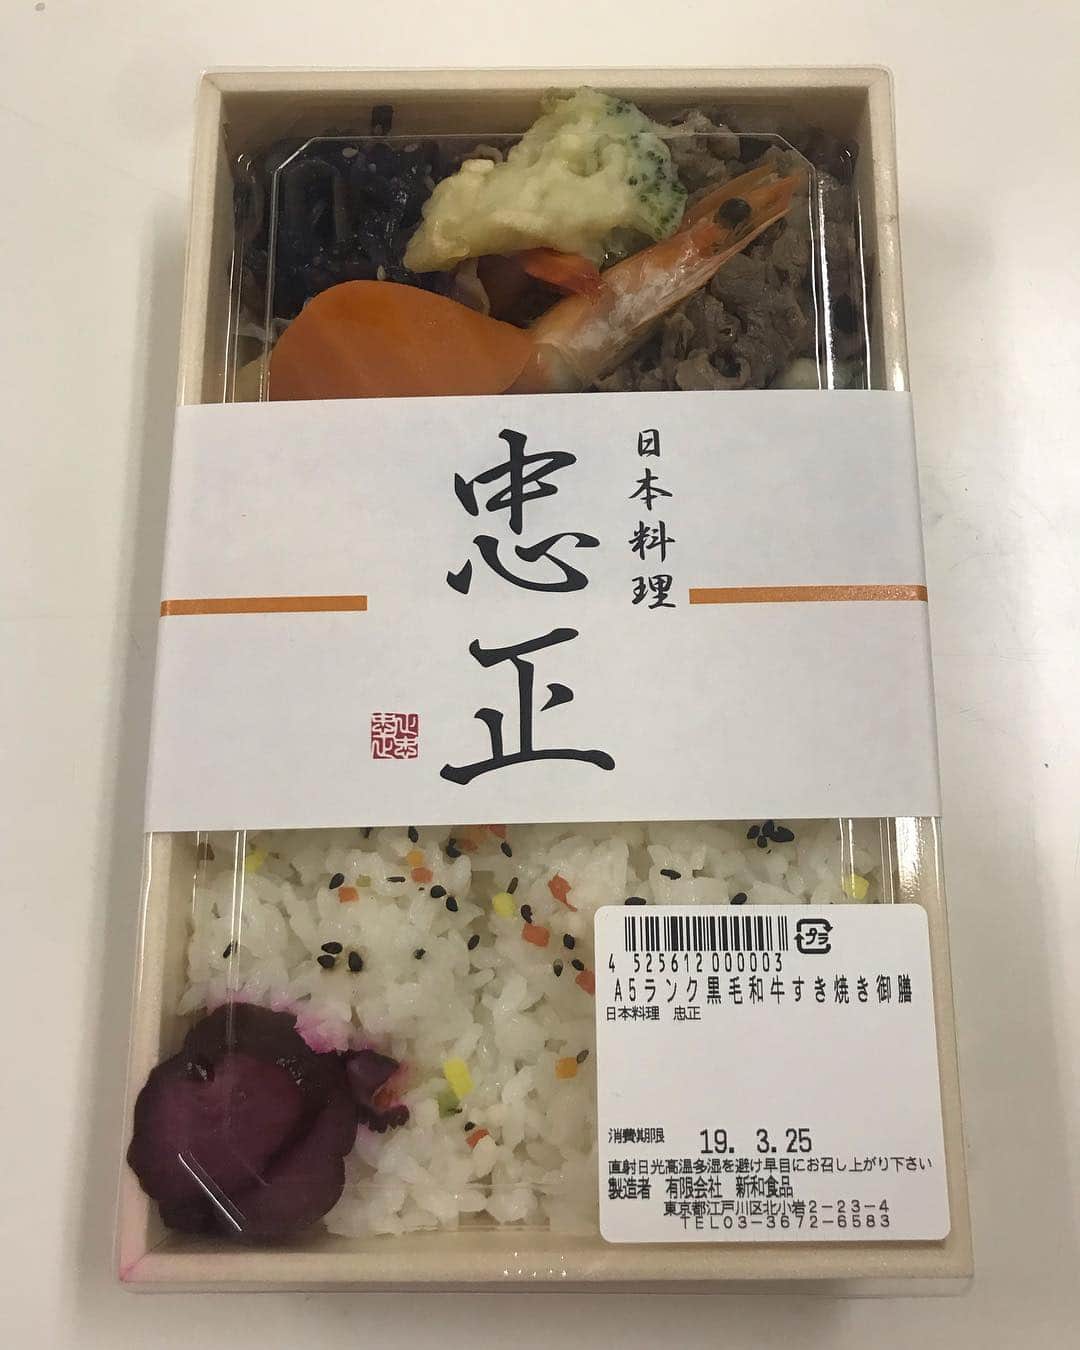 日本料理
忠正
プラ
4 525612 000003
A5ランク黒毛和牛すき焼き御膳
日本料理 忠正
消費期限 19. 3.25
直射日光高温多湿を避け早目にお召し上がり下さい
製造者 有限会社 新和食品
東京都江戸川区北小岩2-23-4
TEL03-3672-6583